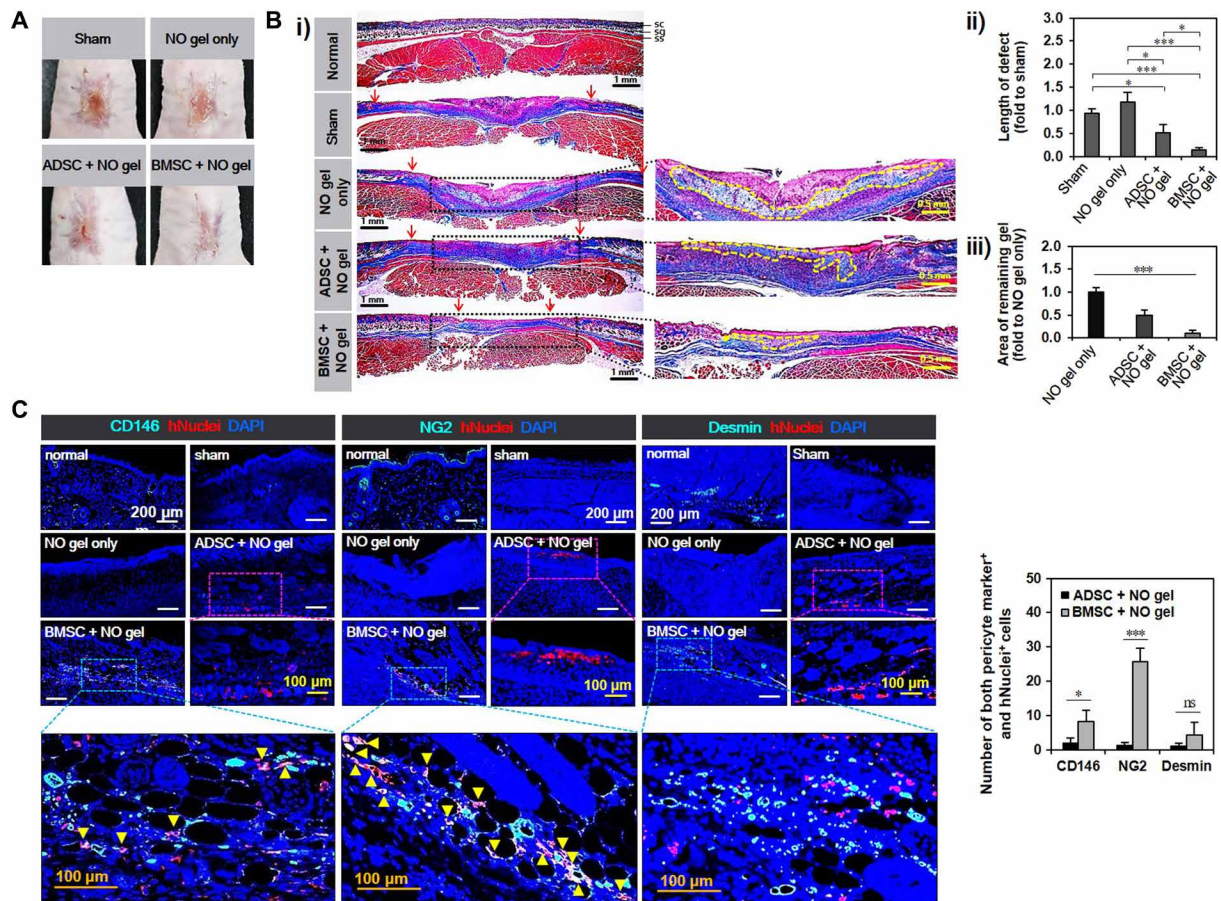 A
Sham
NO gel only
ADSC + NO gel
BMSC + NO gel
B
i)
Normal
sc
sg
ss
1 mm
Sham
1 mm
NO gel
only
1 mm
0.5 mm
ADSC +
NO gel
1 mm
0.5 mm
BMSC +
NO gel
1 mm
0.5 mm
ii)
Length of defect
(fold to sham)
3.0
2.5
2.0
1.5
1.0
0.5
0.0
*
***
*
***
*
Sham
NO gel only
ADSC +
NO gel
BMSC +
NO gel
iii)
Area of remaining gel
(fold to NO gel only)
2.0
1.5
1.0
0.5
0.0
***
NO gel only
ADSC +
NO gel
BMSC +
NO gel
C
CD146 hNuclei DAPI
NG2 hNuclei DAPI
Desmin hNuclei DAPI
normal
200 µm
sham
normal
sham
200 µm
normal
200 µm
Sham
NO gel only
ADSC + NO gel
NO gel only
ADSC + NO gel
NO gel only
ADSC + NO gel
BMSC + NO gel
100 µm
BMSC + NO gel
100 µm
BMSC + NO gel
100 µm
100 µm
100 µm
100 µm
Number of both pericyte marker⁺
and hNuclei⁺ cells
50
40
30
20
10
0
ADSC + NO gel
BMSC + NO gel
*
***
ns
CD146
NG2
Desmin